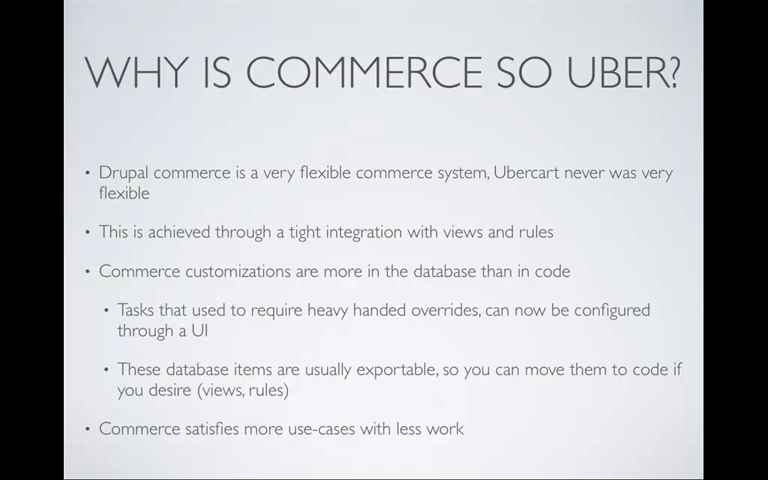 WHY IS COMMERCE SO UBER?
• Drupal commerce is a very flexible commerce system, Ubercart never was very
flexible
• This is achieved through a tight integration with views and rules
• Commerce customizations are more in the database than in code
• Tasks that used to require heavy handed overrides, can now be configured
through a UI
• These database items are usually exportable, so you can move them to code if
you desire (views, rules)
• Commerce satisfies more use-cases with less work